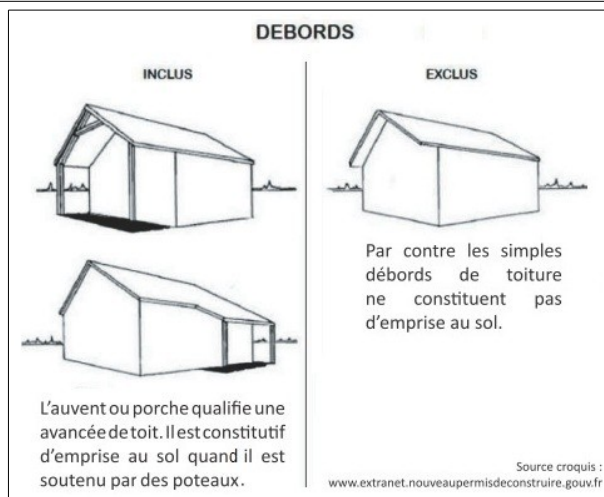 DEBORDS
INCLUS
L'auvent ou porche qualifie une
avancée de toit. Il est constitutif
d'emprise au sol quand il est
soutenu par des poteaux.
EXCLUS
Par contre les simples
débords de toiture
ne constituent pas
d'emprise au sol.
Source croquis :
www.extranet.nouveaupermisdeconstruire.gouv.fr